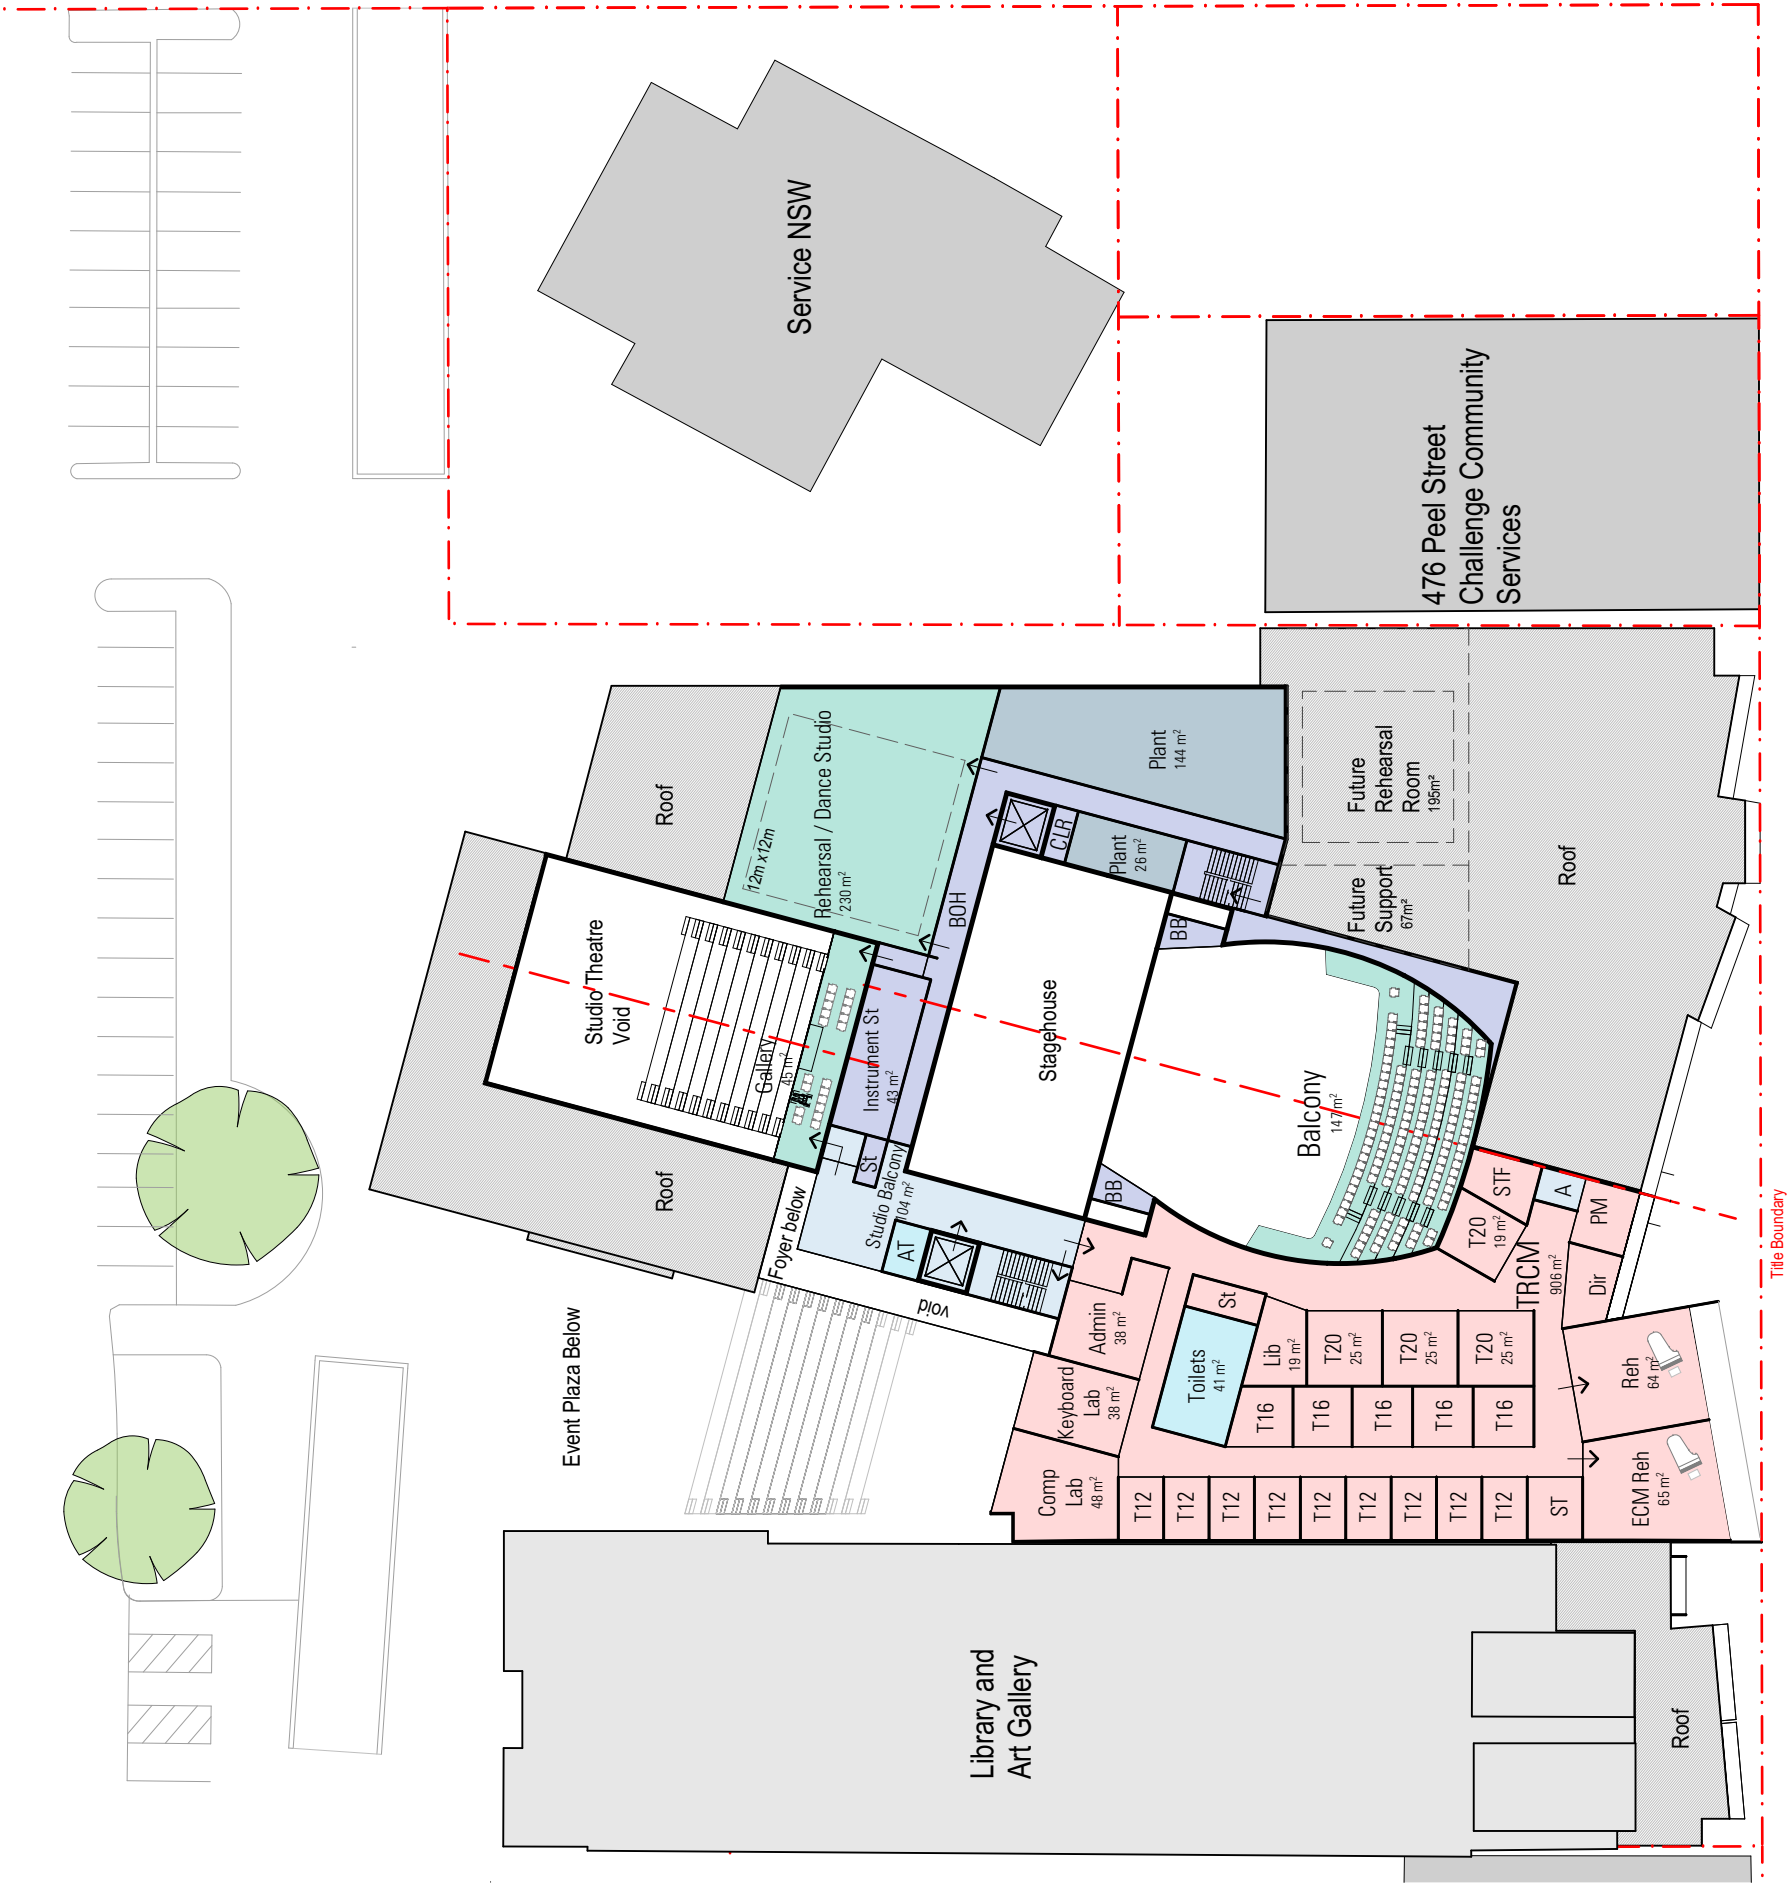 Service NSW
476 Peel Street
Challenge Community
Services
Roof
Rehearsal / Dance Studio
230 m²
12m x12m
Plant
144 m²
Future
Rehearsal
Room
195m²
Future
Support
67m²
Roof
CLR
Plant
26 m²
BOH
BB
Studio Theatre
Void
Gallery
45 m²
Instrument St
43 m²
Stagehouse
Balcony
147 m²
St
Studio Balcony
104 m²
BB
Roof
Foyer below
AT
void
Event Plaza Below
STF
A
PM
T20
19 m²
TRCM
906 m²
Dir
Title Boundary
Admin
38 m²
St
Toilets
41 m²
Lib
19 m²
T20
25 m²
T20
25 m²
T20
25 m²
Reh
64 m²
Keyboard
Lab
38 m²
T16
T16
T16
T16
T16
Comp
Lab
48 m²
T12
T12
T12
T12
T12
T12
T12
T12
T12
ST
ECM Reh
65 m²
Library and
Art Gallery
Roof